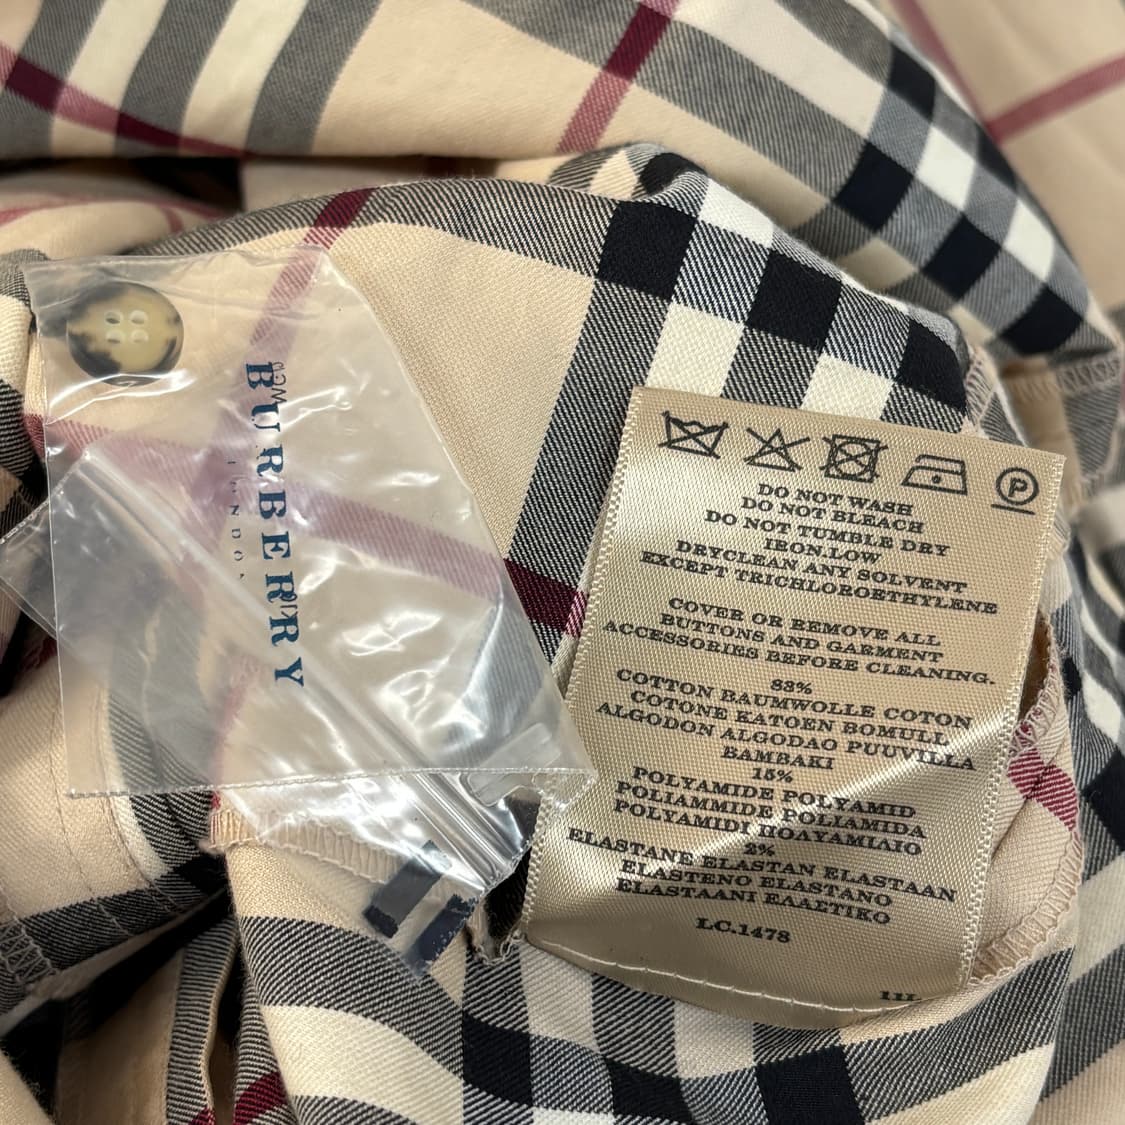 BURBERRY
LONDON
P
DO NOT WASH
DO NOT BLEACH
DO NOT TUMBLE DRY
IRON.LOW
DRYCLEAN ANY SOLVENT
EXCEPT TRICHLOROETHYLENE
COVER OR REMOVE ALL
BUTTONS AND GARMENT
ACCESSORIES BEFORE CLEANING.
83%
COTTON BAUMWOLLE COTON
COTONE KATOEN BOMULL
ALGODON ALGODAO PUUVILLA
BAMBAKI
15%
POLYAMIDE POLYAMID
POLIAMMIDE POLIAMIDA
POLYAMIDI ΠΟΛΥΑΜΙΔΙΟ
2%
ELASTANE ELASTAN ELASTAAN
ELASTENO ELASTANO
ELASTAANI ΕΛΑΣΤΙΚΟ
LC.1478